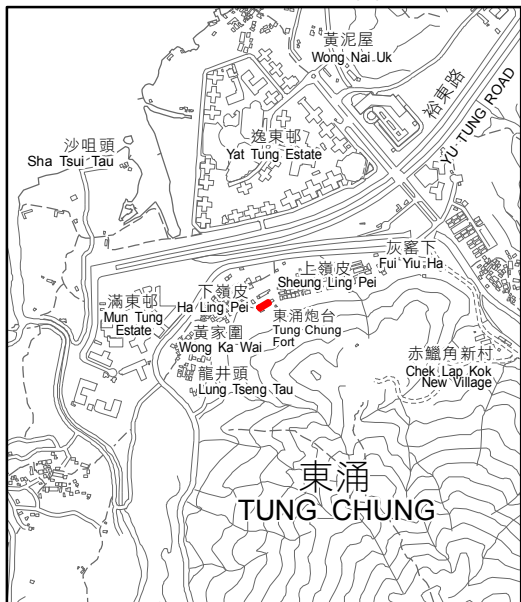 黃泥屋
Wong Nai Uk
裕東路
YU TUNG ROAD
逸東邨
Yat Tung Estate
沙咀頭
Sha Tsui Tau
灰窰下
Fui Yiu Ha
上嶺皮
Sheung Ling Pei
下嶺皮
Ha Ling Pei
滿東邨
Mun Tung
Estate
東涌炮台
Tung Chung
Fort
黃家圍
Wong Ka Wai
龍井頭
Lung Tseng Tau
赤鱲角新村
Chek Lap Kok
New Village
東涌
TUNG CHUNG